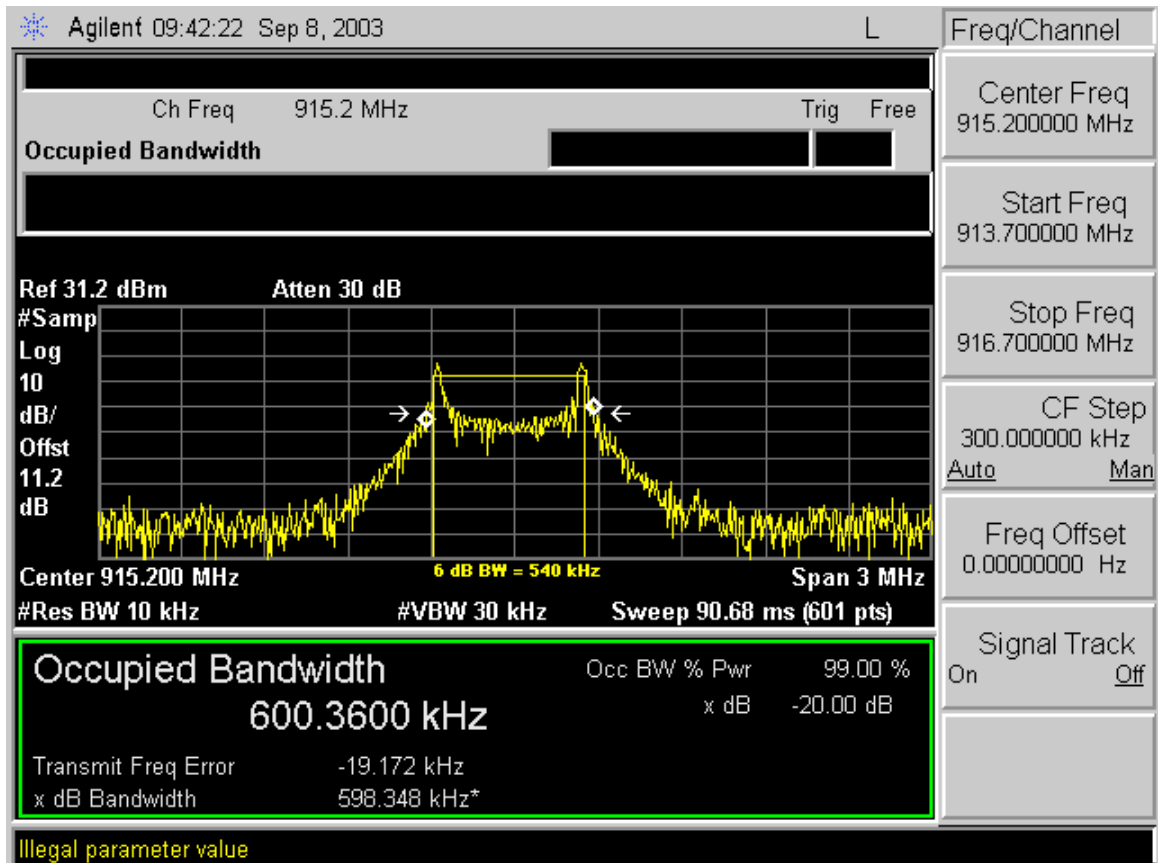 Agilent 09:42:22 Sep 8, 2003 L
Freq/Channel
Ch Freq 915.2 MHz Trig Free
Occupied Bandwidth
Center Freq
915.200000 MHz
Start Freq
913.700000 MHz
Stop Freq
916.700000 MHz
CF Step
300.000000 kHz
Auto Man
Freq Offset
0.00000000 Hz
Signal Track
On Off
Ref 31.2 dBm Atten 30 dB
#Samp
Log
10
dB/
Offst
11.2
dB
6 dB BW = 540 kHz
Center 915.200 MHz Span 3 MHz
#Res BW 10 kHz #VBW 30 kHz Sweep 90.68 ms (601 pts)
Occupied Bandwidth
600.3600 kHz
Occ BW % Pwr 99.00 %
x dB -20.00 dB
Transmit Freq Error -19.172 kHz
x dB Bandwidth 598.348 kHz*
Illegal parameter value